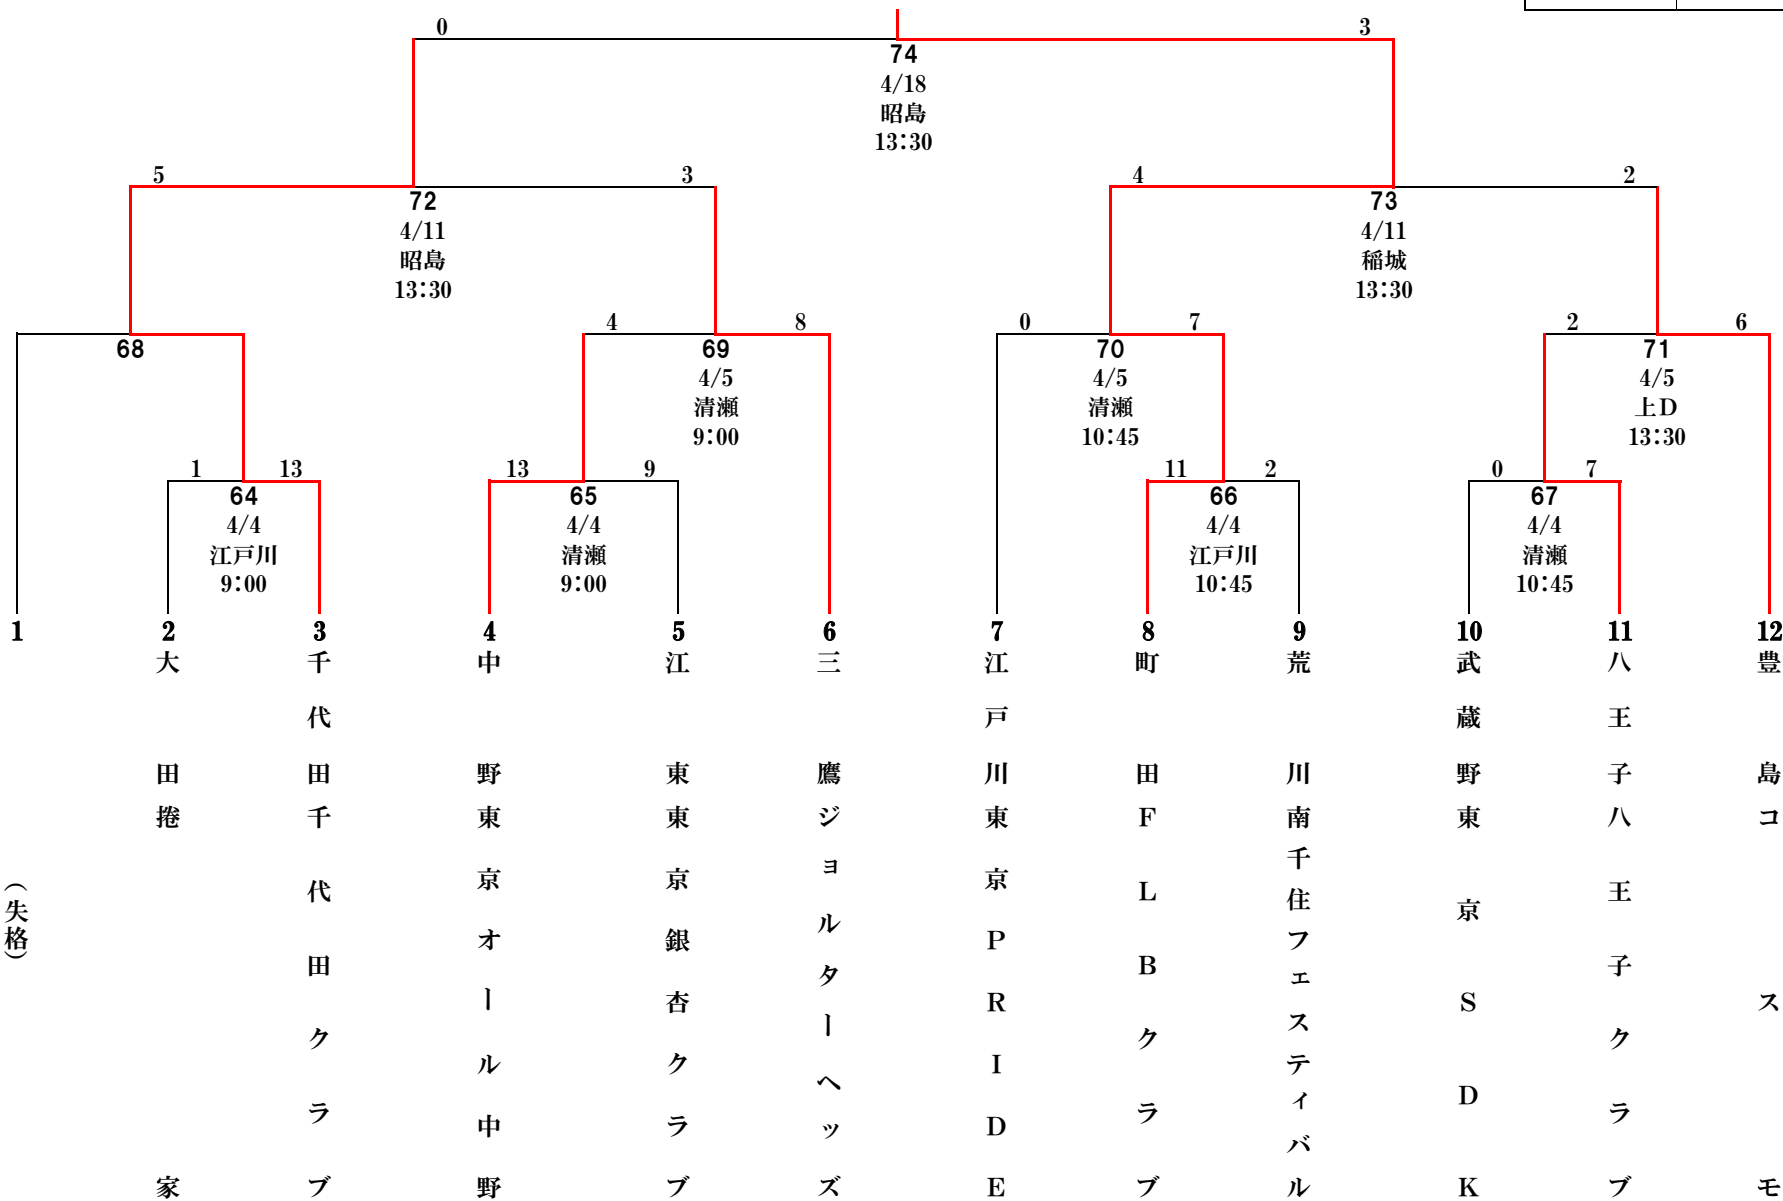 0
3
74
4/18
昭島
13:30
5
3
72
4/11
昭島
13:30
4
2
73
4/11
稲城
13:30
68
4
8
69
4/5
清瀬
9:00
0
7
70
4/5
清瀬
10:45
2
6
71
4/5
上D
13:30
1
13
64
4/4
江戸川
9:00
13
9
65
4/4
清瀬
9:00
11
2
66
4/4
江戸川
10:45
0
7
67
4/4
清瀬
10:45
1
(失格)
2
大田
捲家
3
千代田
千代田クラブ
4
中野
東京オール中野
5
江東
東京銀杏クラブ
6
三鷹
ジョルターヘッズ
7
江戸川
東京PRIDE
8
町田
FLBクラブ
9
荒川
南千住フェスティバル
10
武蔵野
東京SDK
11
八王子
八王子クラブ
12
豊島
コスモ